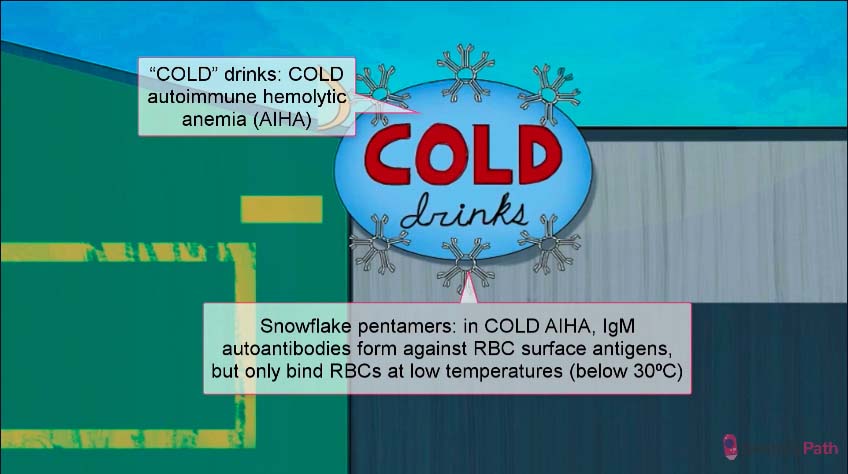 “COLD” drinks: COLD
autoimmune hemolytic
anemia (AIHA)
COLD
drinks
Snowflake pentamers: in COLD AIHA, IgM
autoantibodies form against RBC surface antigens,
but only bind RBCs at low temperatures (below 30ºC)
Path